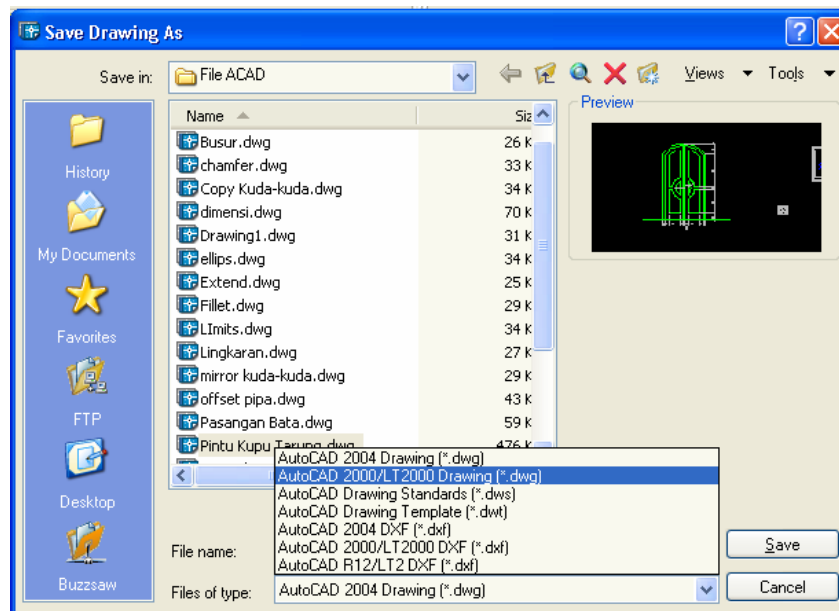 Save Drawing As
Save in: File ACAD Views Tools
History
My Documents
Favorites
FTP
Desktop
Buzzsaw
Name Siz
Busur.dwg 26 K
chamfer.dwg 33 K
Copy Kuda-kuda.dwg 34 K
dimensi.dwg 70 K
Drawing1.dwg 31 K
ellips.dwg 34 K
Extend.dwg 25 K
Fillet.dwg 29 K
LImits.dwg 34 K
Lingkaran.dwg 27 K
mirror kuda-kuda.dwg 29 K
offset pipa.dwg 43 K
Pasangan Bata.dwg 59 K
Pintu Kupu Tarung.dwg 476 K
Preview
AutoCAD 2004 Drawing (*.dwg)
AutoCAD 2000/LT2000 Drawing (*.dwg)
AutoCAD Drawing Standards (*.dws)
AutoCAD Drawing Template (*.dwt)
AutoCAD 2004 DXF (*.dxf)
AutoCAD 2000/LT2000 DXF (*.dxf)
AutoCAD R12/LT2 DXF (*.dxf)
File name:
Files of type: AutoCAD 2004 Drawing (*.dwg)
Save
Cancel